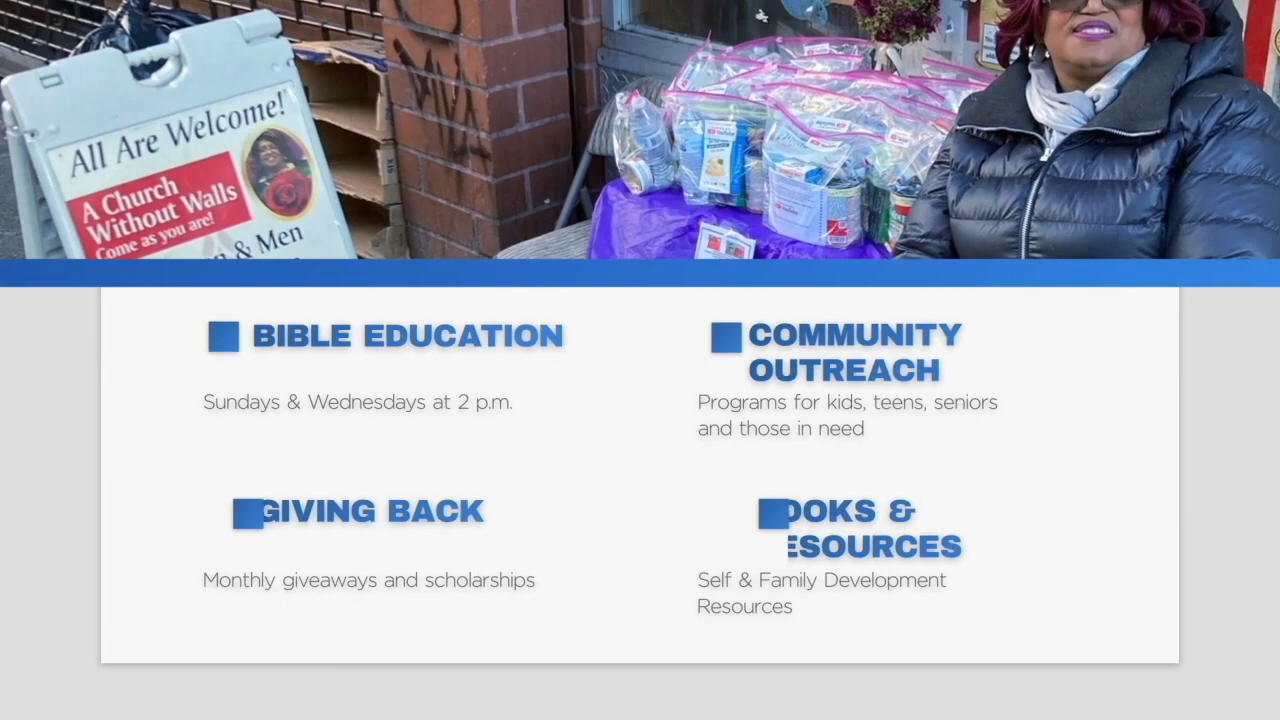 All Are Welcome!
A Church
Without Walls
Come as you are!
& Men
BIBLE EDUCATION
Sundays & Wednesdays at 2 p.m.
COMMUNITY
OUTREACH
Programs for kids, teens, seniors
and those in need
GIVING BACK
Monthly giveaways and scholarships
OOKS &
ESOURCES
Self & Family Development
Resources